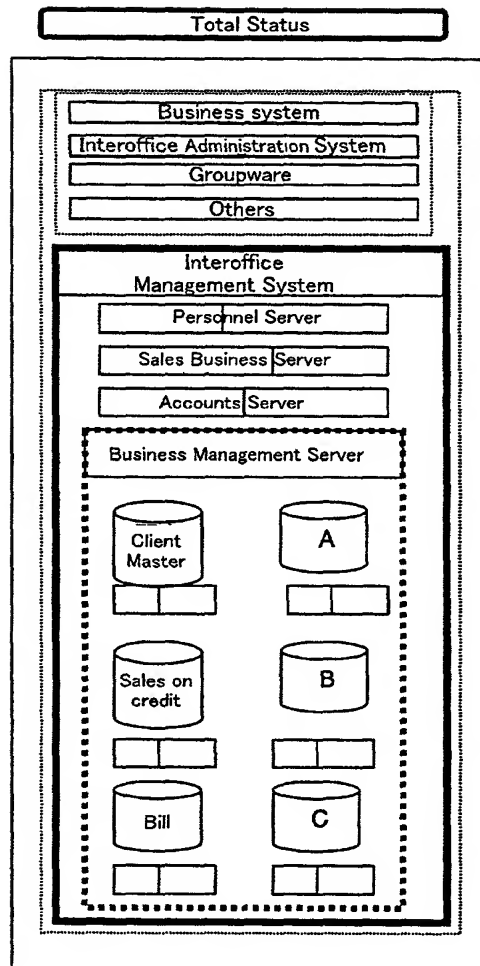 Total Status
Business system
Interoffice Administration System
Groupware
Others
Interoffice
Management System
Personnel Server
Sales Business Server
Accounts Server
Business Management Server
Client
Master
A
Sales on
credit
B
Bill
C